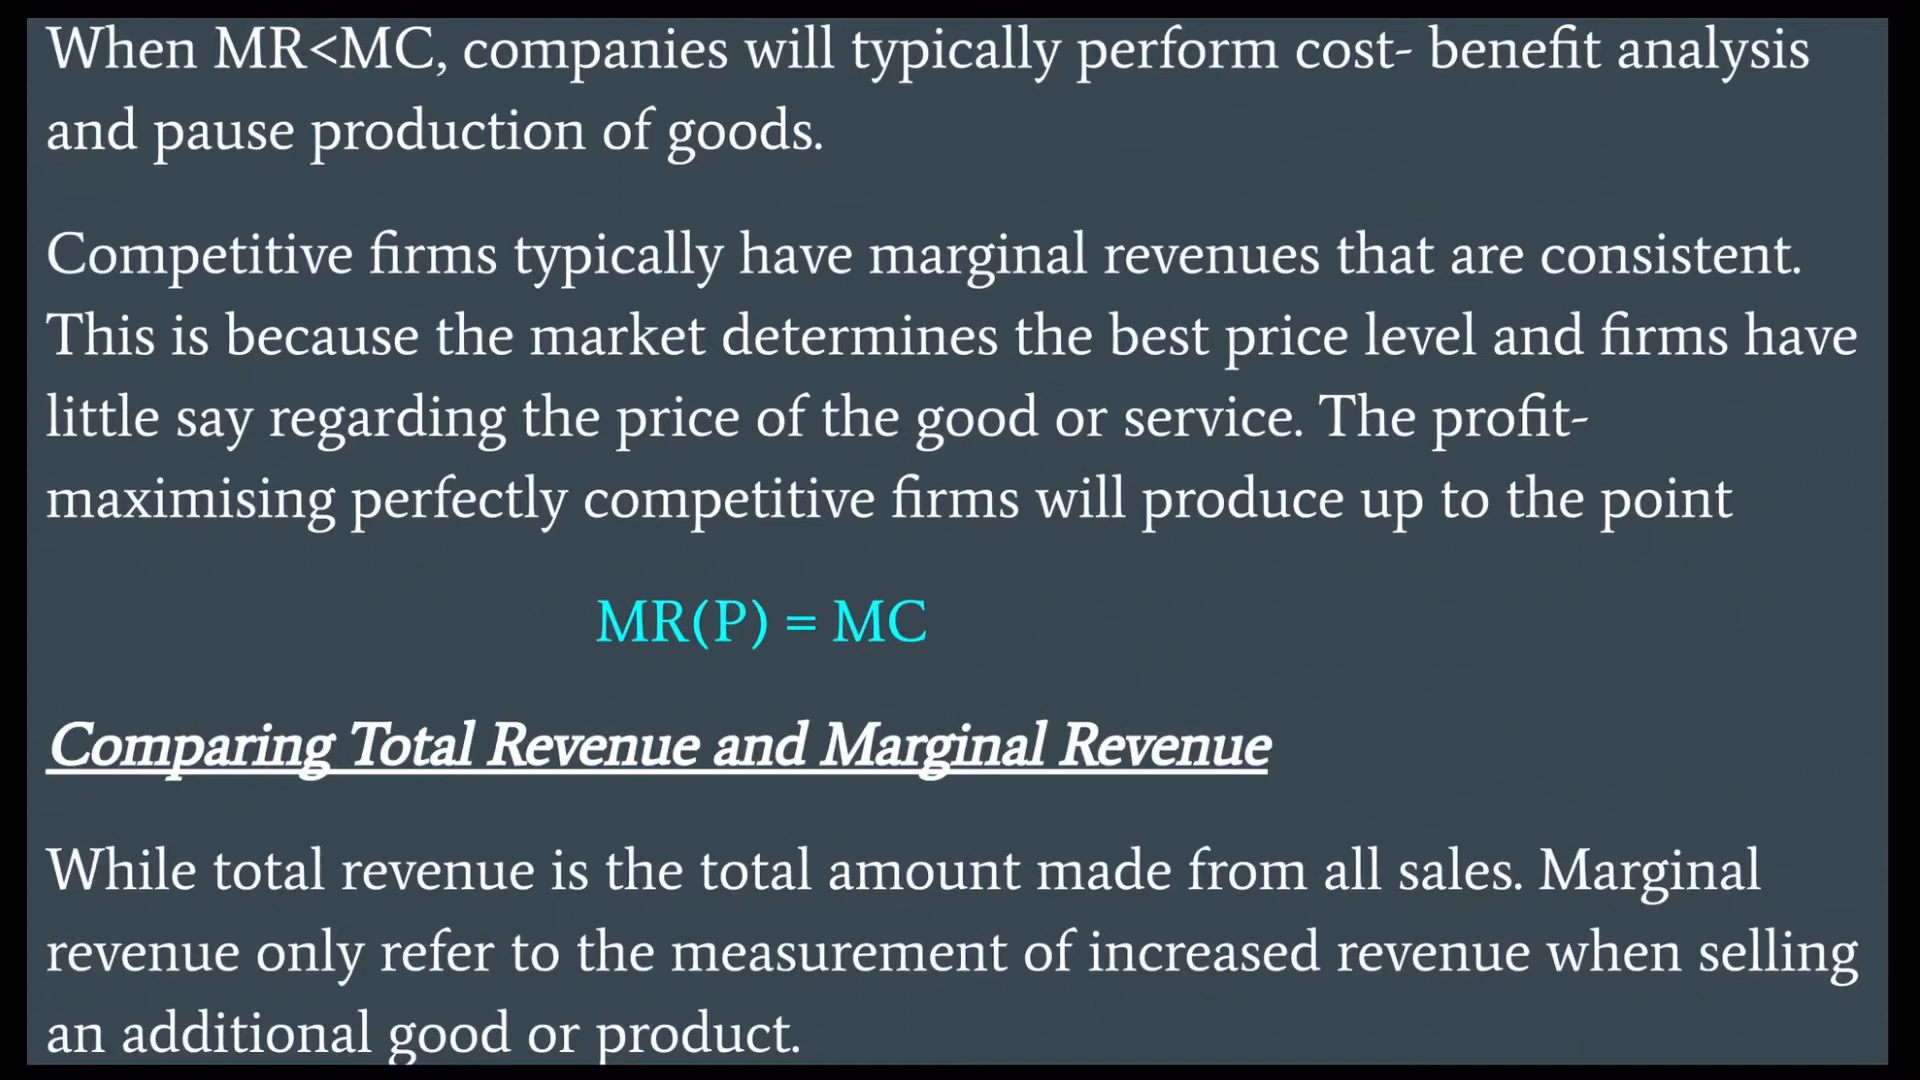 When MR<MC, companies will typically perform cost- benefit analysis
and pause production of goods.
Competitive firms typically have marginal revenues that are consistent.
This is because the market determines the best price level and firms have
little say regarding the price of the good or service. The profit-
maximising perfectly competitive firms will produce up to the point
MR(P) = MC
Comparing Total Revenue and Marginal Revenue
While total revenue is the total amount made from all sales. Marginal
revenue only refer to the measurement of increased revenue when selling
an additional good or product.